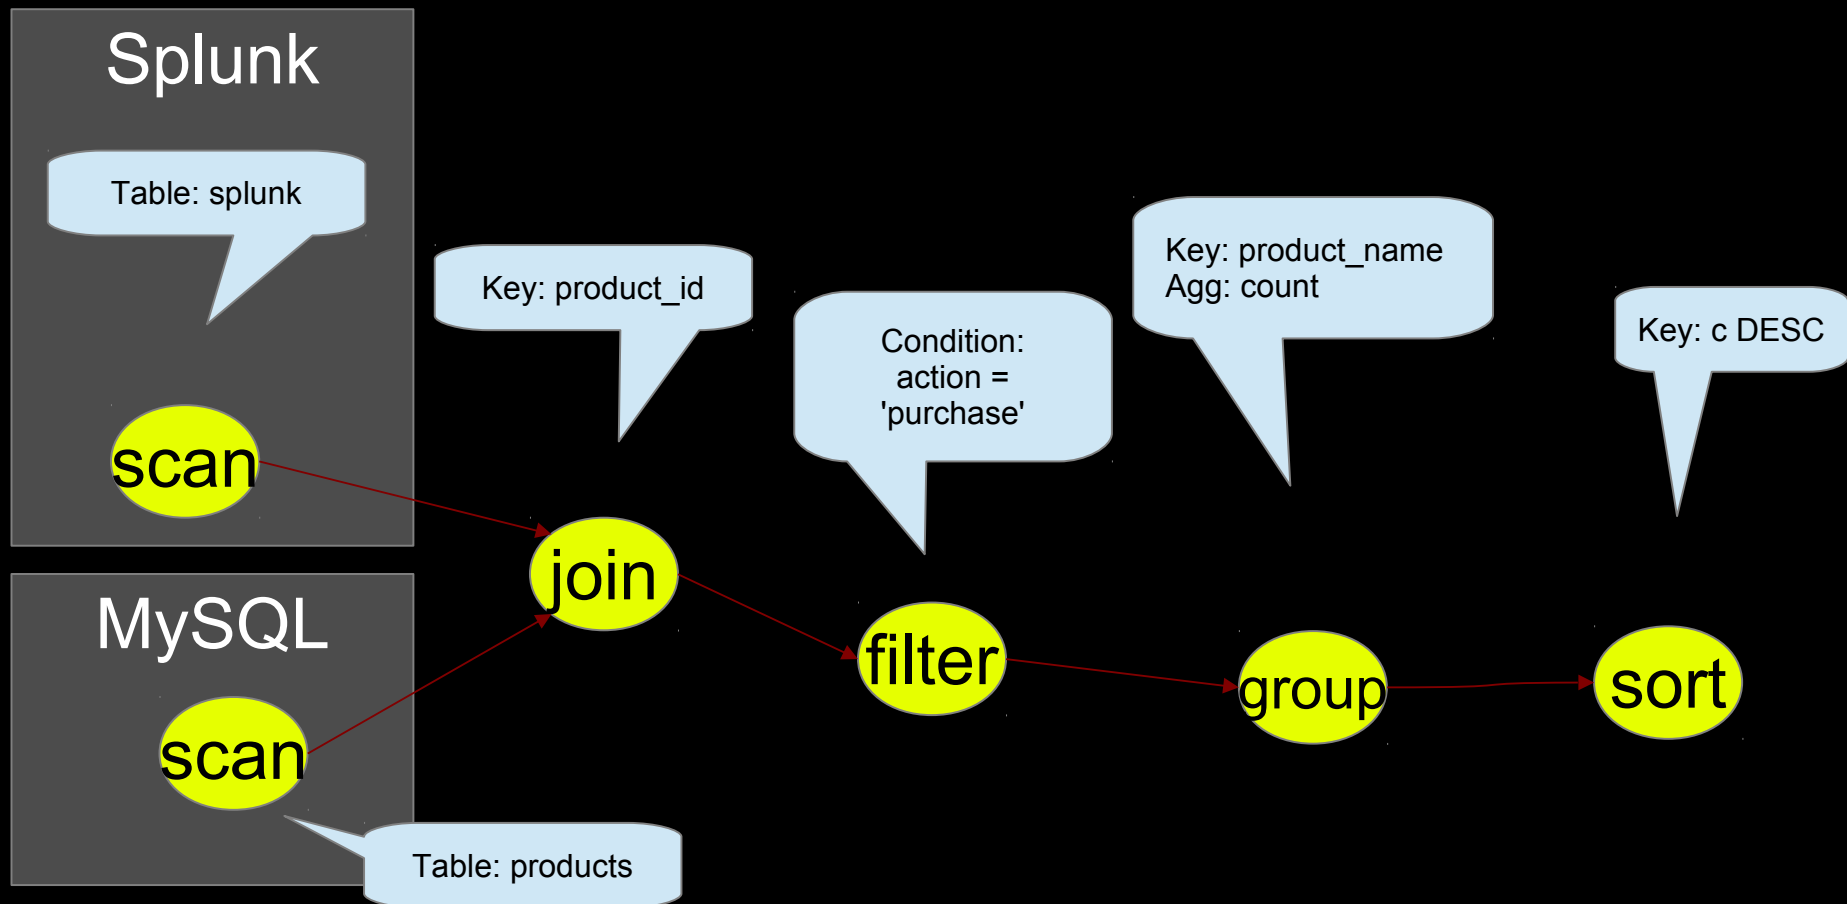 Splunk
Table: splunk
scan
MySQL
scan
Table: products
Key: product_id
join
Condition:
action =
'purchase'
filter
Key: product_name
Agg: count
group
Key: c DESC
sort